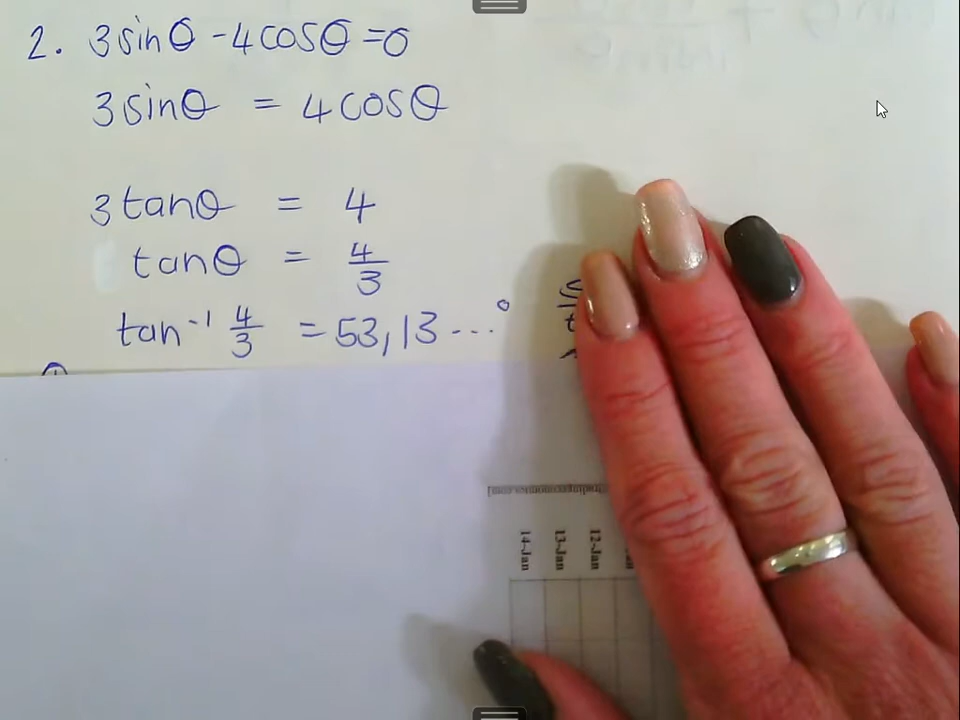 2. 3sinθ - 4cosθ = 0
3sinθ = 4cosθ
3tanθ = 4
tanθ = 4/3
tan⁻¹ 4/3 = 53,13...°
14-Jan
13-Jan
12-Jan